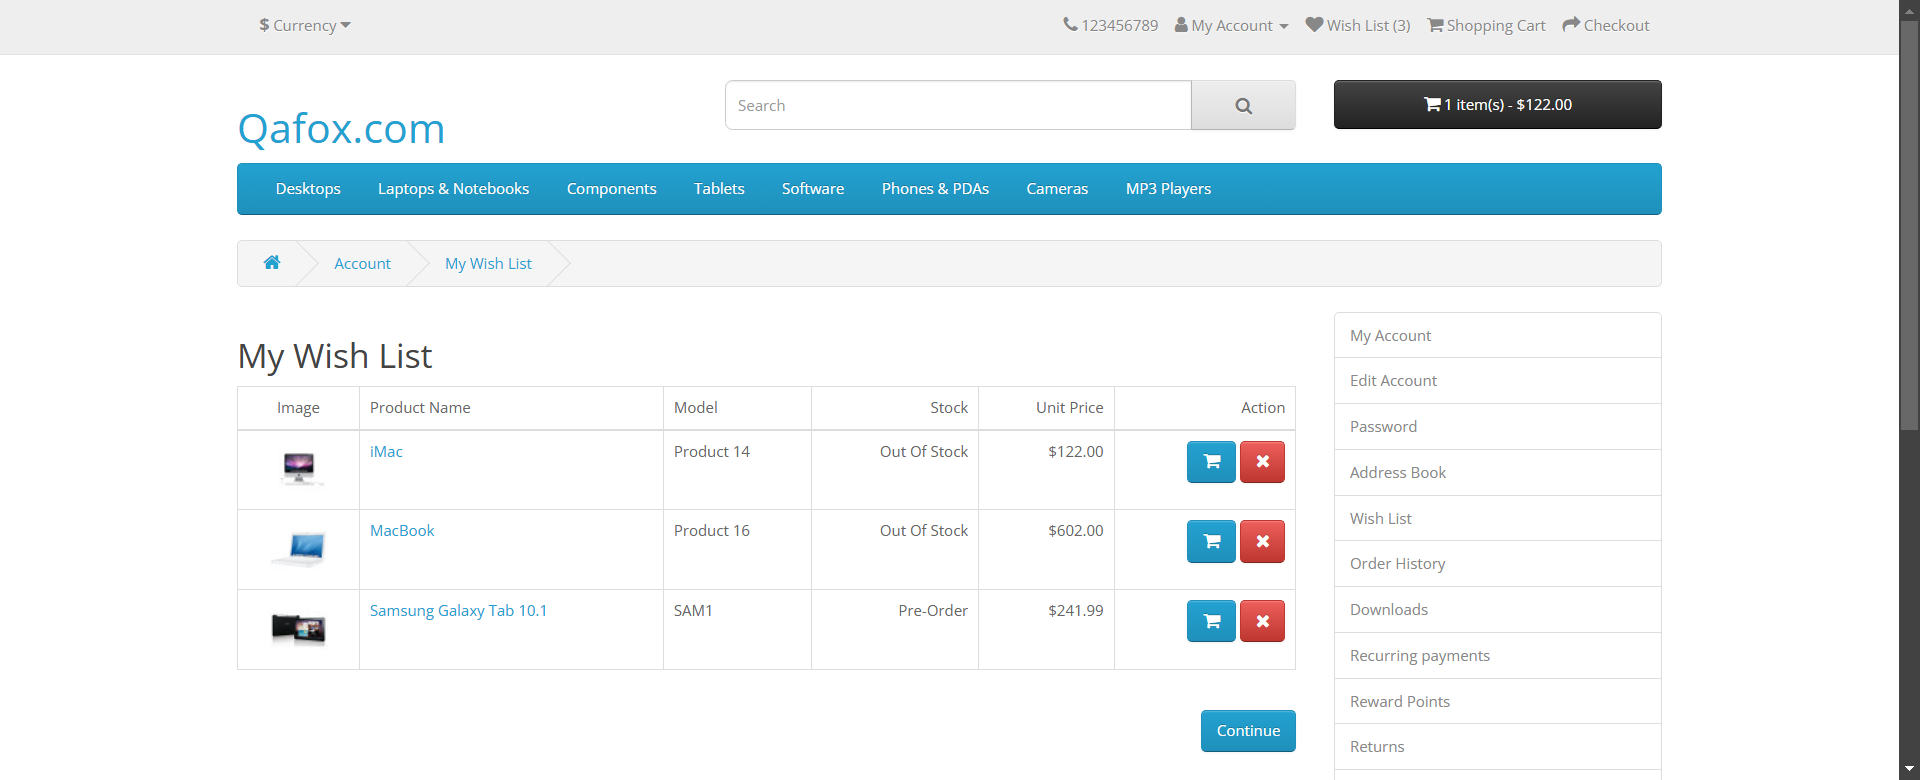 $ Currency
123456789 My Account Wish List (3) Shopping Cart Checkout
Qafox.com
Search
1 item(s) - $122.00
Desktops Laptops & Notebooks Components Tablets Software Phones & PDAs Cameras MP3 Players
Account My Wish List
My Wish List
Image Product Name Model Stock Unit Price Action
iMac Product 14 Out Of Stock $122.00
MacBook Product 16 Out Of Stock $602.00
Samsung Galaxy Tab 10.1 SAM1 Pre-Order $241.99
Continue
My Account
Edit Account
Password
Address Book
Wish List
Order History
Downloads
Recurring payments
Reward Points
Returns